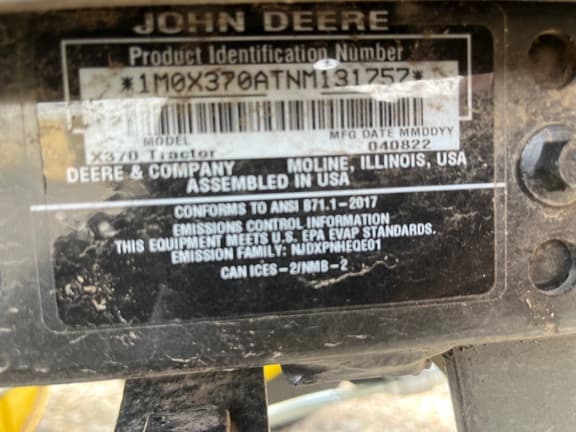 JOHN DEERE
Product Identification Number
*1M0X370ATNM131757*
MODEL MFG DATE MMDDYY
X370 Tractor 040822
DEERE & COMPANY MOLINE, ILLINOIS, USA
ASSEMBLED IN USA
CONFORMS TO ANSI B71.1-2017
EMISSIONS CONTROL INFORMATION
THIS EQUIPMENT MEETS U.S. EPA EVAP STANDARDS.
EMISSION FAMILY: NJDXPNHEQE01
CAN ICES-2/NMB-2